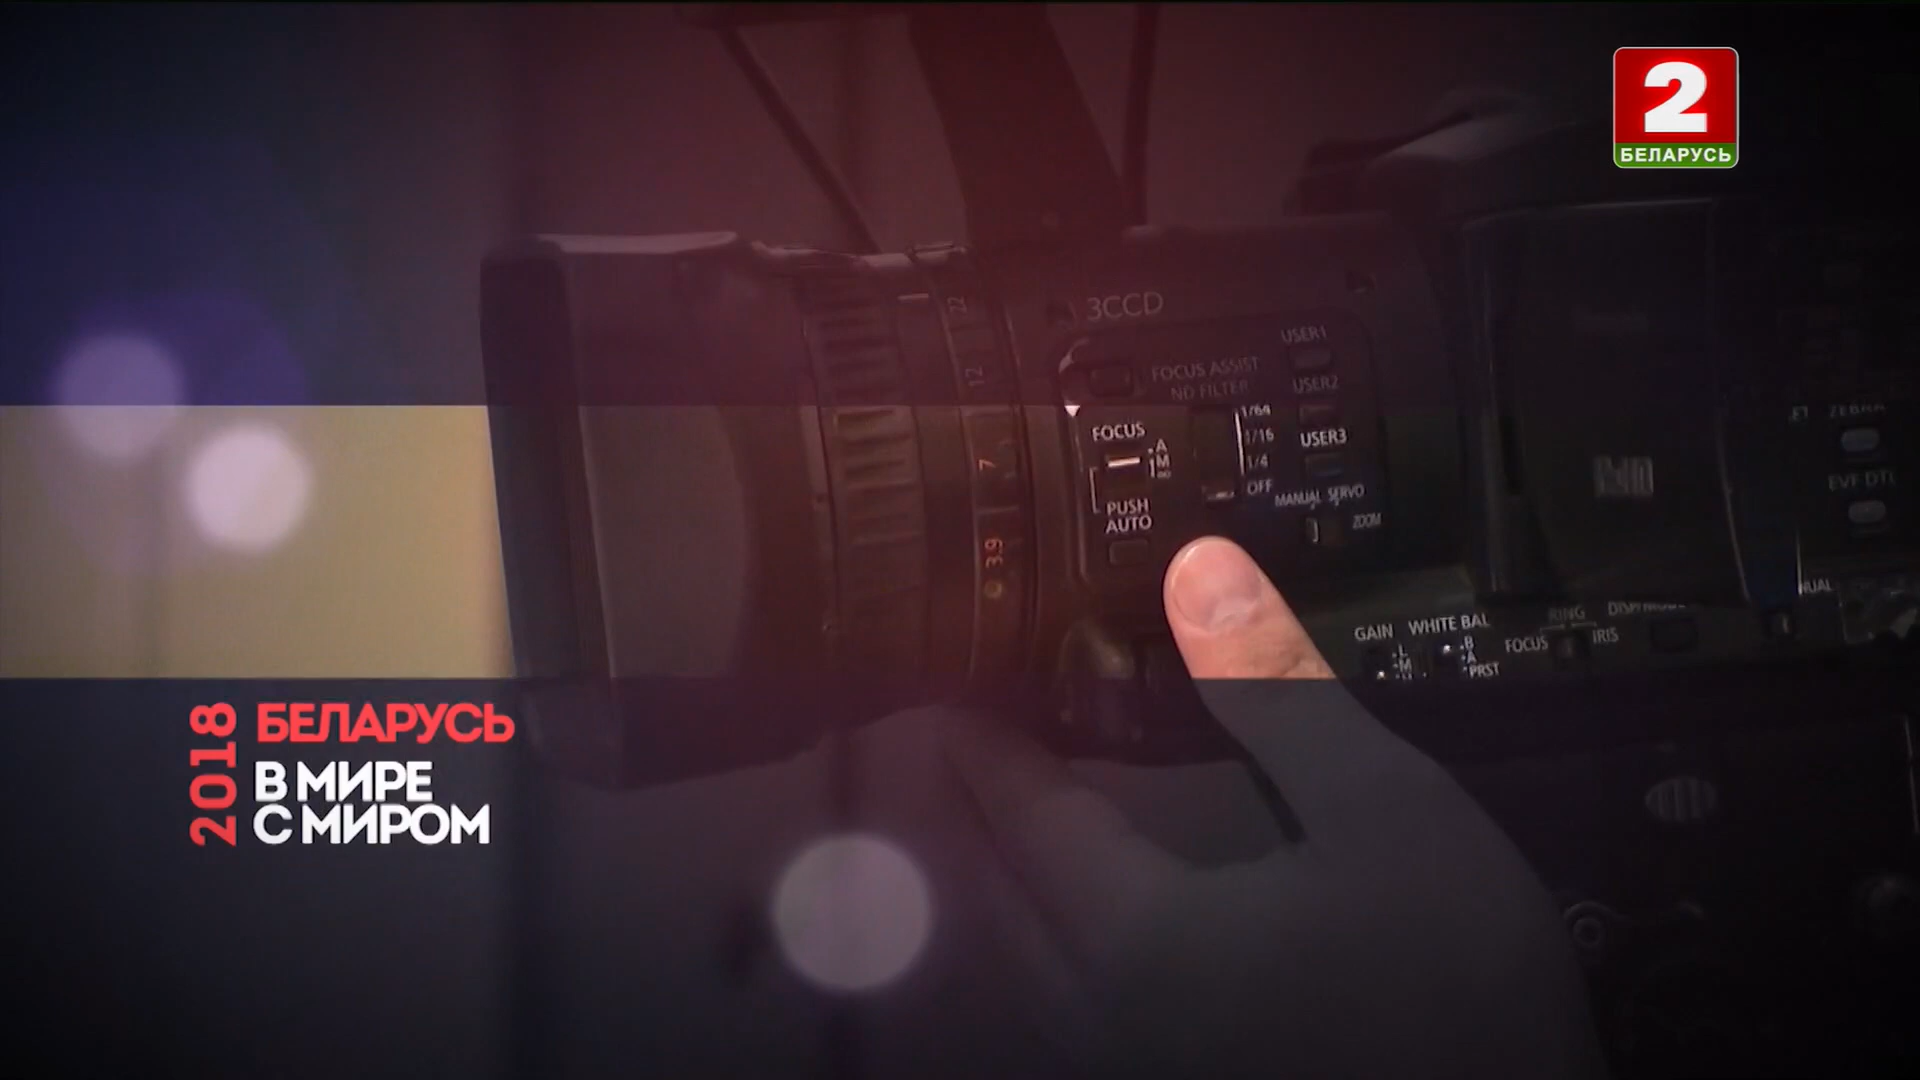 2
БЕЛАРУСЬ
3CCD
USER1
FOCUS ASSIST
ND FILTER
USER2
1/64
FOCUS
A
M
∞
1/16
USER3
1/4
OFF
MANUAL SERVO
ZOOM
PUSH
AUTO
22
12
7
3.9
ZEBRA
EVF DTL
GAIN
L
M
H
WHITE BAL
B
A
PRST
RING
FOCUS
IRIS
2018
БЕЛАРУСЬ
В МИРЕ
С МИРОМ